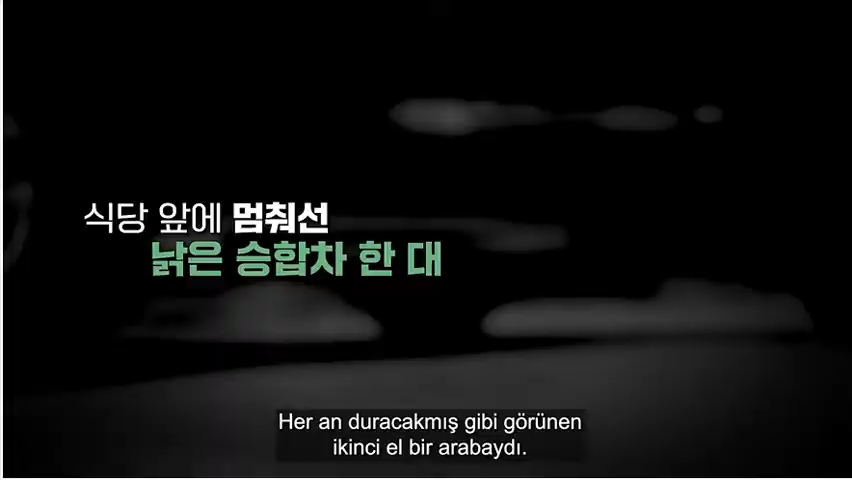 식당 앞에 멈춰선
낡은 승합차 한 대
Her an duracakmış gibi görünen
ikinci el bir arabaydı.